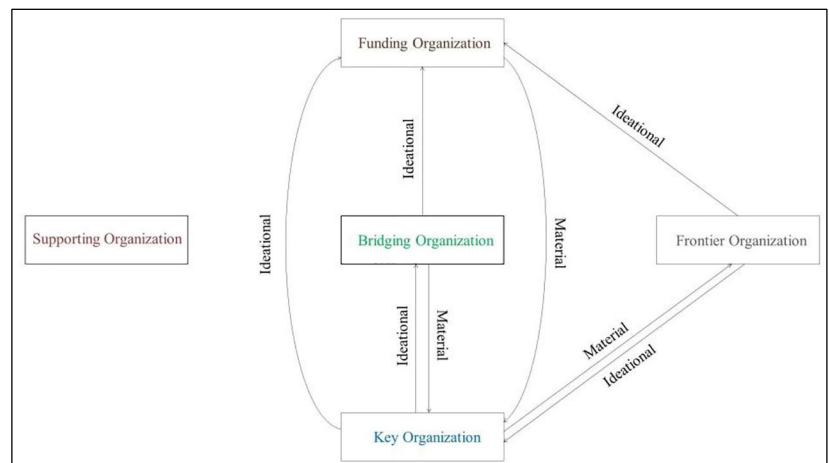 Funding Organization
Ideational
Ideational
Supporting Organization
Ideational
Bridging Organization
Material
Frontier Organization
Ideational
Material
Material
Ideational
Key Organization